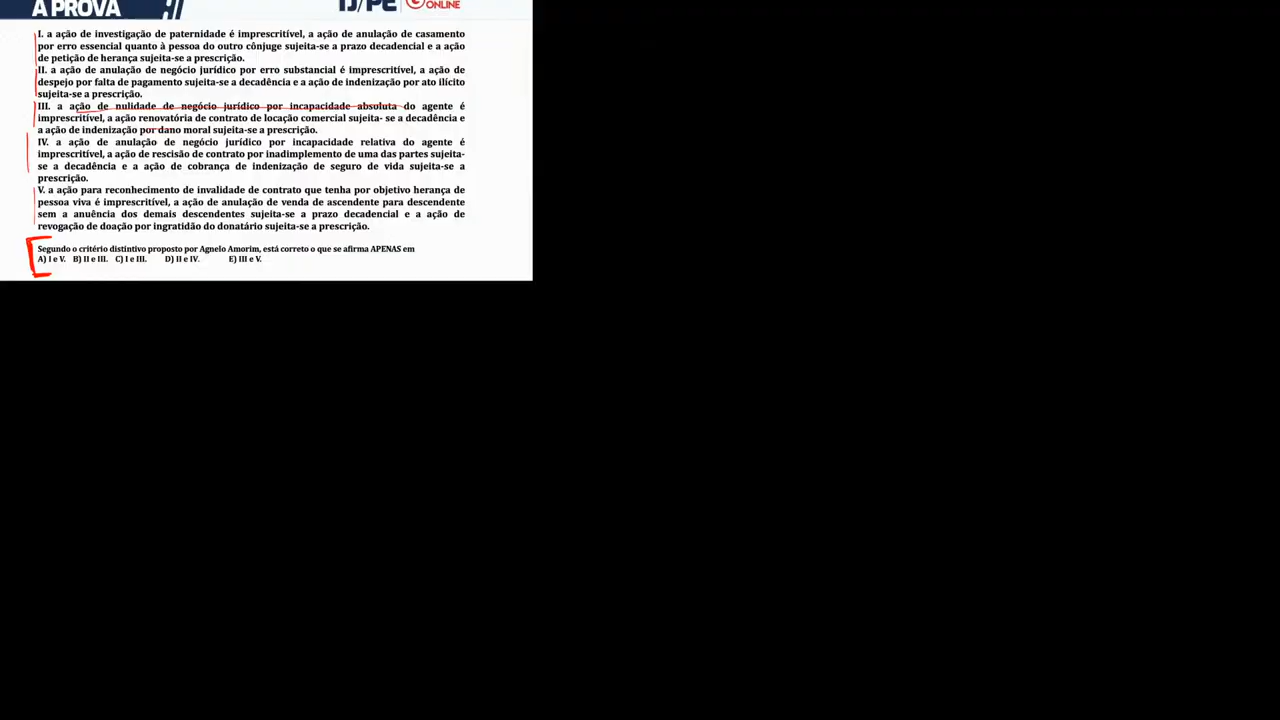 A PROVA
TJ/PE
ONLINE
I. a ação de investigação de paternidade é imprescritível, a ação de anulação de casamento
por erro essencial quanto à pessoa do outro cônjuge sujeita-se a prazo decadencial e a ação
de petição de herança sujeita-se a prescrição.
II. a ação de anulação de negócio jurídico por erro substancial é imprescritível, a ação de
despejo por falta de pagamento sujeita-se a decadência e a ação de indenização por ato ilícito
sujeita-se a prescrição.
III. a ação de nulidade de negócio jurídico por incapacidade absoluta do agente é
imprescritível, a ação renovatória de contrato de locação comercial sujeita- se a decadência e
a ação de indenização por dano moral sujeita-se a prescrição.
IV. a ação de anulação de negócio jurídico por incapacidade relativa do agente é
imprescritível, a ação de rescisão de contrato por inadimplemento de uma das partes sujeita-
se a decadência e a ação de cobrança de indenização de seguro de vida sujeita-se a
prescrição.
V. a ação para reconhecimento de invalidade de contrato que tenha por objetivo herança de
pessoa viva é imprescritível, a ação de anulação de venda de ascendente para descendente
sem a anuência dos demais descendentes sujeita-se a prazo decadencial e a ação de
revogação de doação por ingratidão do donatário sujeita-se a prescrição.
Segundo o critério distintivo proposto por Agnelo Amorim, está correto o que se afirma APENAS em
A) I e V. B) II e III. C) I e III. D) II e IV. E) III e V.